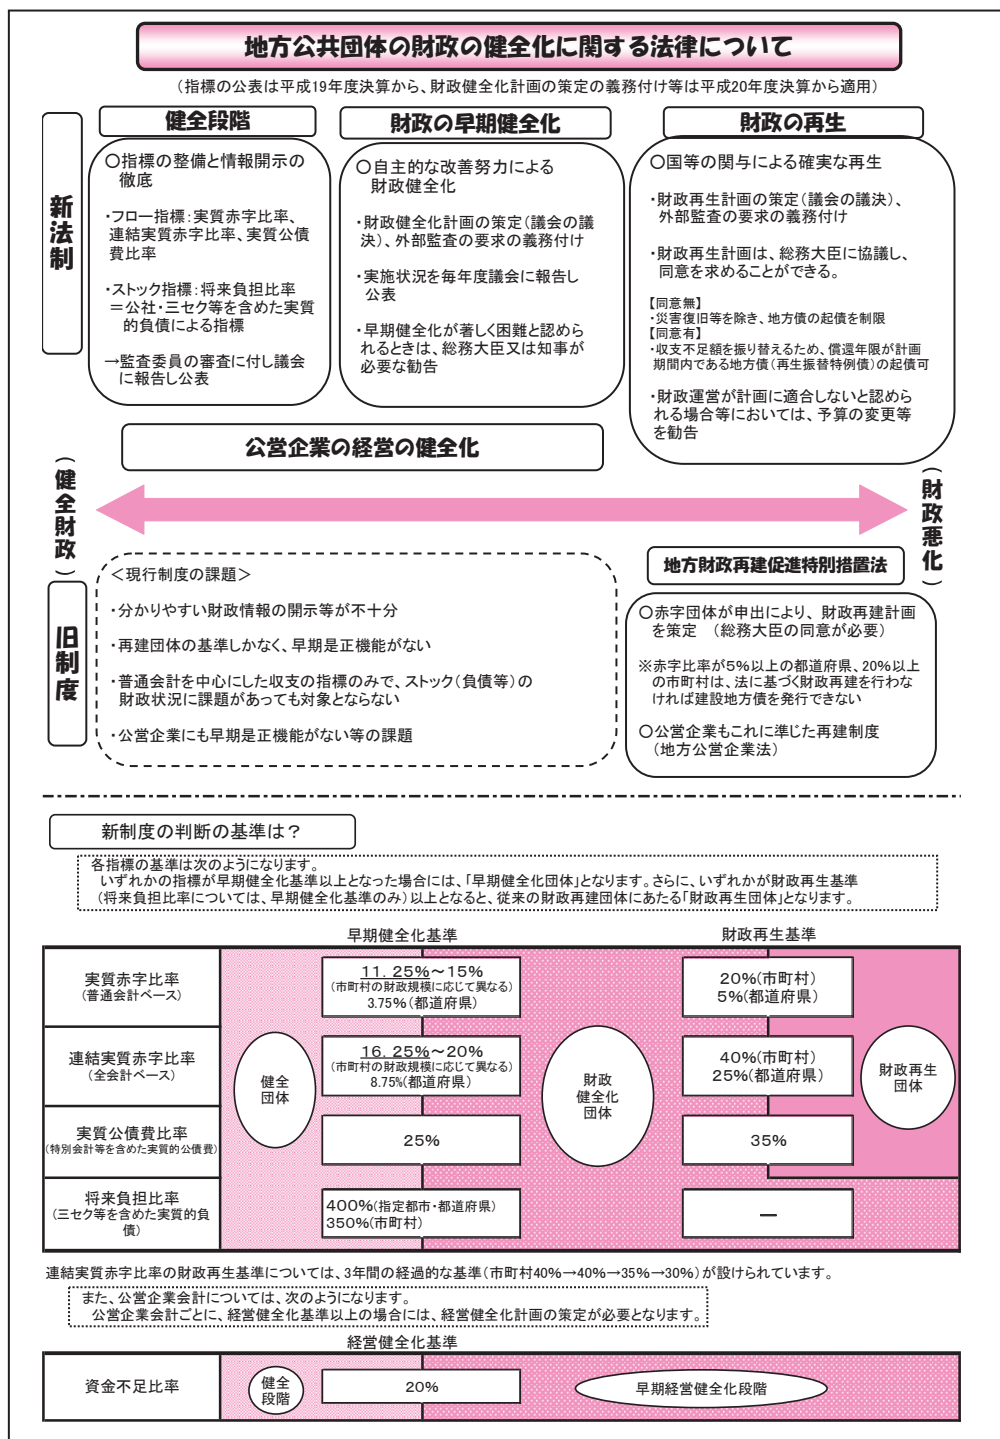 地方公共団体の財政の健全化に関する法律について
（指標の公表は平成19年度決算から、財政健全化計画の策定の義務付け等は平成20年度決算から適用）
新法制
健全段階
○指標の整備と情報開示の
徹底
・フロー指標：実質赤字比率、
連結実質赤字比率、実質公債
費比率
・ストック指標：将来負担比率
＝公社・三セク等を含めた実質
的負債による指標
→監査委員の審査に付し議会
に報告し公表
財政の早期健全化
○自主的な改善努力による
財政健全化
・財政健全化計画の策定（議会の議
決）、外部監査の要求の義務付け
・実施状況を毎年度議会に報告し
公表
・早期健全化が著しく困難と認めら
れるときは、総務大臣又は知事が
必要な勧告
財政の再生
○国等の関与による確実な再生
・財政再生計画の策定（議会の議決）、
外部監査の要求の義務付け
・財政再生計画は、総務大臣に協議し、
同意を求めることができる。
【同意無】
・災害復旧等を除き、地方債の起債を制限
【同意有】
・収支不足額を振り替えるため、償還年限が計画
期間内である地方債（再生振替特例債）の起債可
・財政運営が計画に適合しないと認めら
れる場合等においては、予算の変更等
を勧告
公営企業の経営の健全化
（健全財政）
（財政悪化）
旧制度
＜現行制度の課題＞
・分かりやすい財政情報の開示等が不十分
・再建団体の基準しかなく、早期是正機能がない
・普通会計を中心にした収支の指標のみで、ストック（負債等）の
財政状況に課題があっても対象とならない
・公営企業にも早期是正機能がない等の課題
地方財政再建促進特別措置法
○赤字団体が申出により、財政再建計画
を策定　（総務大臣の同意が必要）
※赤字比率が5％以上の都道府県、20％以上
の市町村は、法に基づく財政再建を行わな
ければ建設地方債を発行できない
○公営企業もこれに準じた再建制度
（地方公営企業法）
新制度の判断の基準は？
各指標の基準は次のようになります。
いずれかの指標が早期健全化基準以上となった場合には、「早期健全化団体」となります。さらに、いずれかが財政再生基準
（将来負担比率については、早期健全化基準のみ）以上となると、従来の財政再建団体にあたる「財政再生団体」となります。
早期健全化基準
財政再生基準
実質赤字比率
（普通会計ベース）
11．25％～15％
（市町村の財政規模に応じて異なる）
3.75％（都道府県）
20％（市町村）
5％（都道府県）
連結実質赤字比率
（全会計ベース）
16．25％～20％
（市町村の財政規模に応じて異なる）
8.75％（都道府県）
40％（市町村）
25％（都道府県）
健全
団体
財政
健全化
団体
財政再生
団体
実質公債費比率
（特別会計等を含めた実質的公債費）
25％
35％
将来負担比率
（三セク等を含めた実質的負
債）
400％（指定都市・都道府県）
350％（市町村）
―
連結実質赤字比率の財政再生基準については、3年間の経過的な基準（市町村40％→40％→35％→30％）が設けられています。
また、公営企業会計については、次のようになります。
公営企業会計ごとに、経営健全化基準以上の場合には、経営健全化計画の策定が必要となります。
経営健全化基準
資金不足比率
健全
段階
20％
早期経営健全化段階